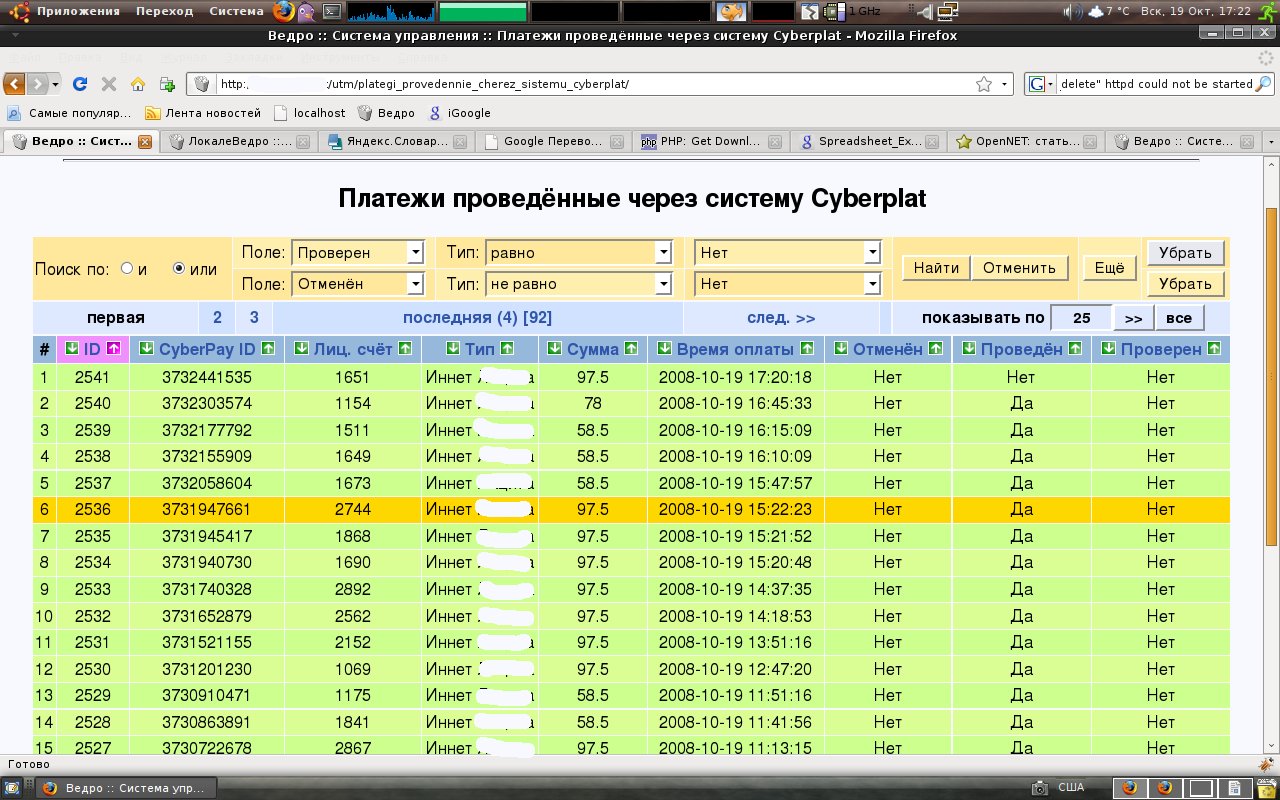 Приложения Переход Система 1 GHz 7 °C Вск, 19 Окт, 17:22
Ведро :: Система управления :: Платежи проведённые через систему Cyberplat - Mozilla Firefox
http: :/utm/plategi_provedennie_cherez_sistemu_cyberplat/ G .delete" httpd could not be started
Самые популяр... Лента новостей localhost Ведро iGoogle
Ведро :: Сист... ЛокалеВедро ::... Яндекс.Словар... Google Перево... PHP: Get Downl... Spreadsheet_Ex... OpenNET: стать... Ведро :: Систе...
Платежи проведённые через систему Cyberplat
Поиск по: и или
Поле: Проверен Тип: равно Нет
Поле: Отменён Тип: не равно Нет
Найти Отменить Ещё Убрать
Убрать
первая 2 3 последняя (4) [92] след. >> показывать по 25 >> все
# ID CyberPay ID Лиц. счёт Тип Сумма Время оплаты Отменён Проведён Проверен
1 2541 3732441535 1651 Иннет 97.5 2008-10-19 17:20:18 Нет Нет Нет
2 2540 3732303574 1154 Иннет 78 2008-10-19 16:45:33 Нет Да Нет
3 2539 3732177792 1511 Иннет 58.5 2008-10-19 16:15:09 Нет Да Нет
4 2538 3732155909 1649 Иннет 58.5 2008-10-19 16:10:09 Нет Да Нет
5 2537 3732058604 1673 Иннет 58.5 2008-10-19 15:47:57 Нет Да Нет
6 2536 3731947661 2744 Иннет 97.5 2008-10-19 15:22:23 Нет Да Нет
7 2535 3731945417 1868 Иннет 97.5 2008-10-19 15:21:52 Нет Да Нет
8 2534 3731940730 1690 Иннет 97.5 2008-10-19 15:20:48 Нет Да Нет
9 2533 3731740328 2892 Иннет 97.5 2008-10-19 14:37:35 Нет Да Нет
10 2532 3731652879 2562 Иннет 97.5 2008-10-19 14:18:53 Нет Да Нет
11 2531 3731521155 2152 Иннет 97.5 2008-10-19 13:51:16 Нет Да Нет
12 2530 3731201230 1069 Иннет 97.5 2008-10-19 12:47:20 Нет Да Нет
13 2529 3730910471 1175 Иннет 58.5 2008-10-19 11:51:16 Нет Да Нет
14 2528 3730863891 1841 Иннет 58.5 2008-10-19 11:41:56 Нет Да Нет
15 2527 3730722678 2867 Иннет 97.5 2008-10-19 11:13:15 Нет Да Нет
Готово
Ведро :: Система упр... США